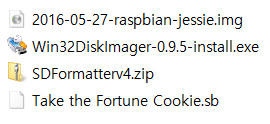 2016-05-27-raspbian-jessie.img
Win32DiskImager-0.9.5-install.exe
SDFormatterv4.zip
Take the Fortune Cookie.sb